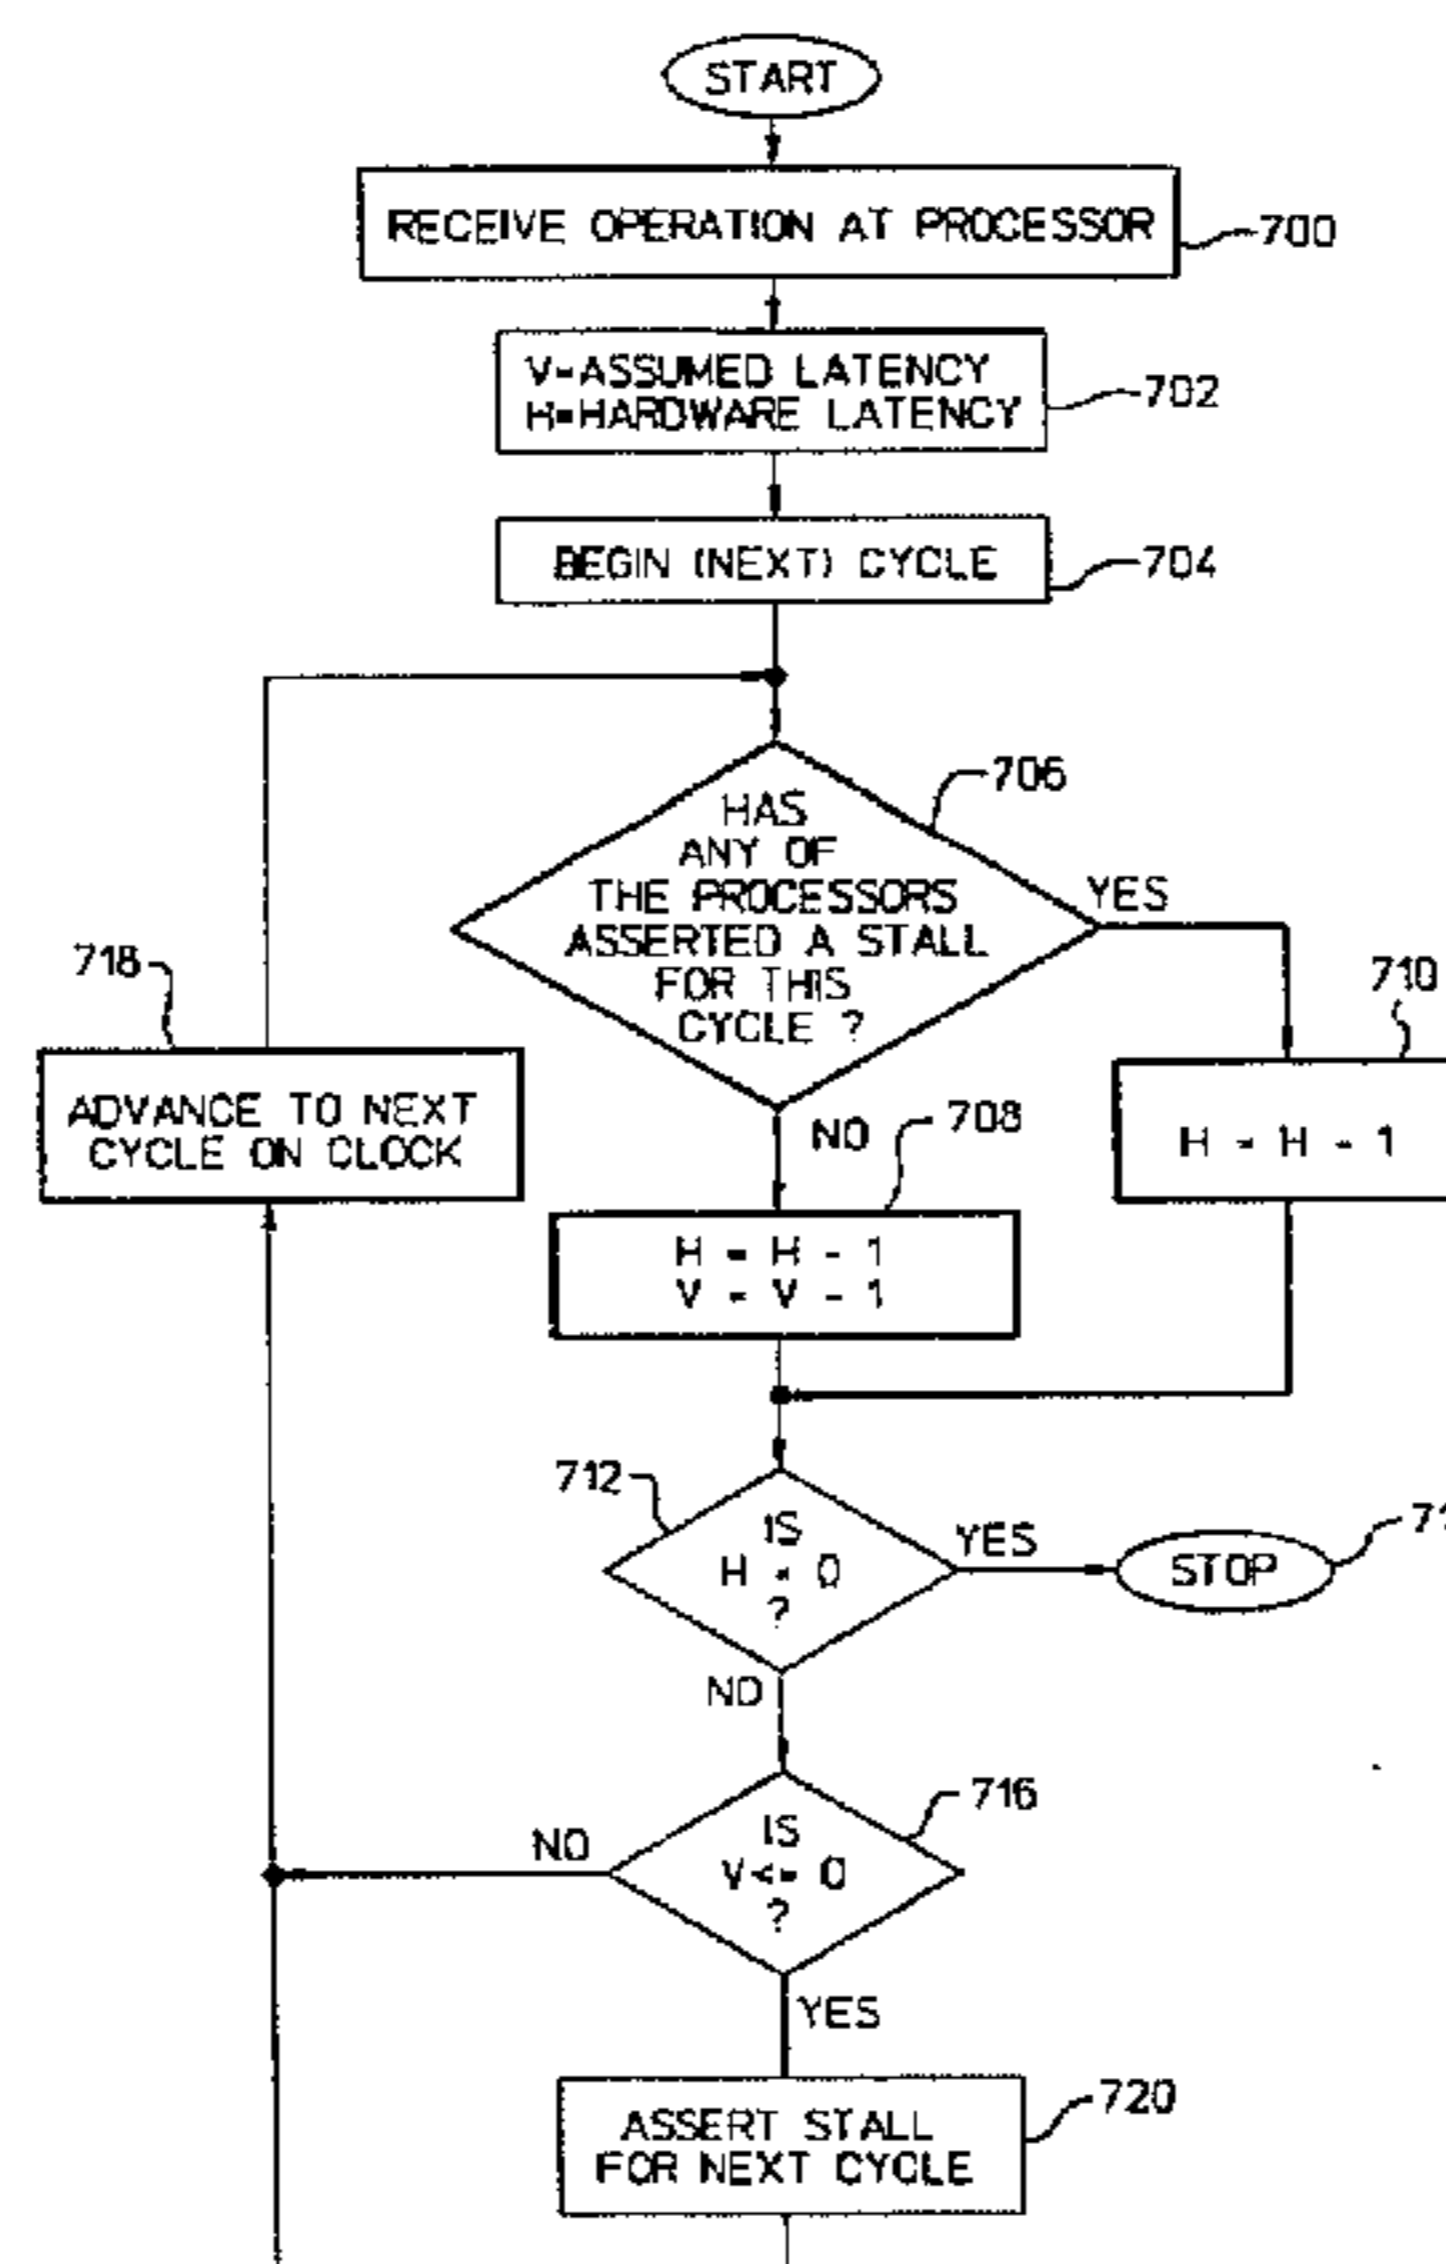 START
RECEIVE OPERATION AT PROCESSOR
700
V=ASSUMED LATENCY
H=HARDWARE LATENCY
702
BEGIN (NEXT) CYCLE
704
706
HAS
ANY OF
THE PROCESSORS
ASSERTED A STALL
FOR THIS
CYCLE ?
YES
718
710
ADVANCE TO NEXT
CYCLE ON CLOCK
NO
708
H = H - 1
H = H - 1
V = V - 1
712
IS
H = 0
?
YES
STOP
NO
716
IS
V<= 0
?
NO
YES
720
ASSERT STALL
FOR NEXT CYCLE